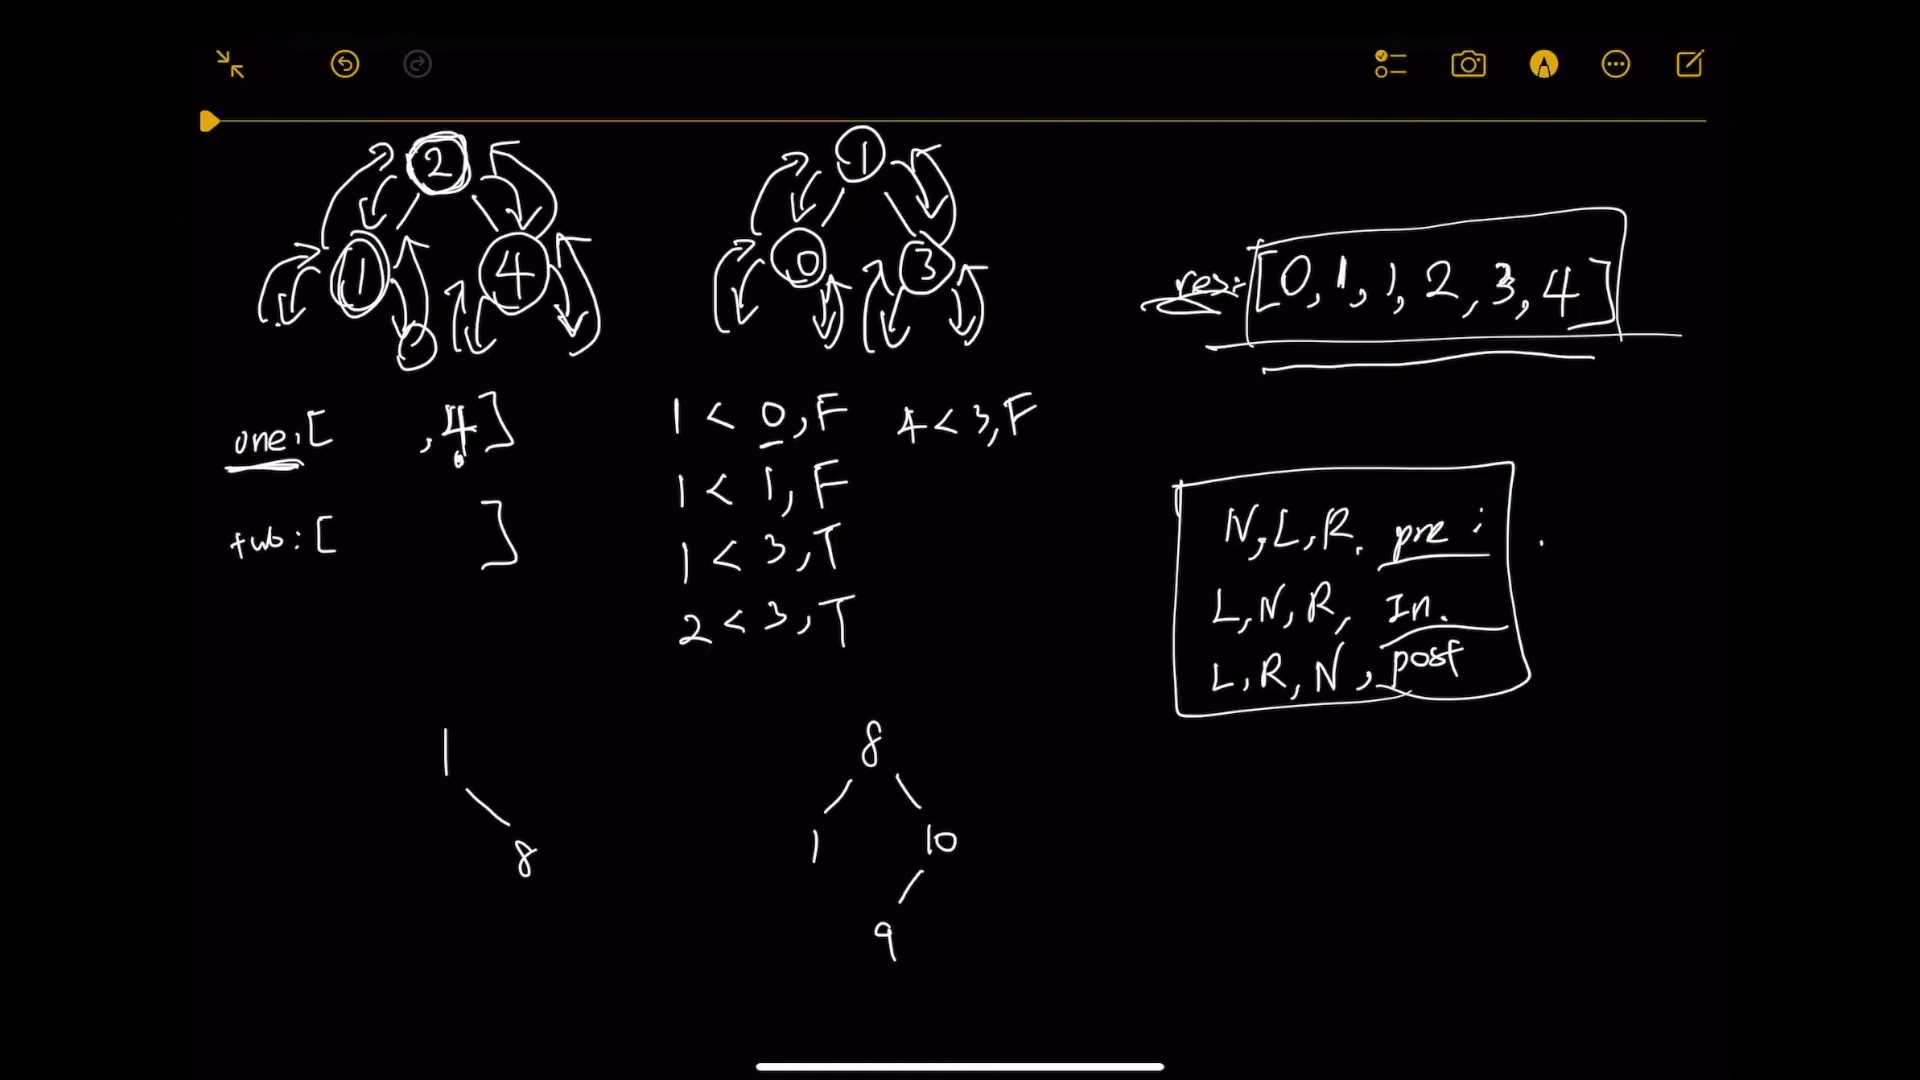 2
1 4
1
0 3
res: [0, 1, 1, 2, 3, 4]
one: [ , 4]
two: [ ]
1 < 0, F
1 < 1, F
1 < 3, T
2 < 3, T
4 < 3, F
N, L, R. pre :
L, N, R, In.
L, R, N, post
1
8
8
1 10
9